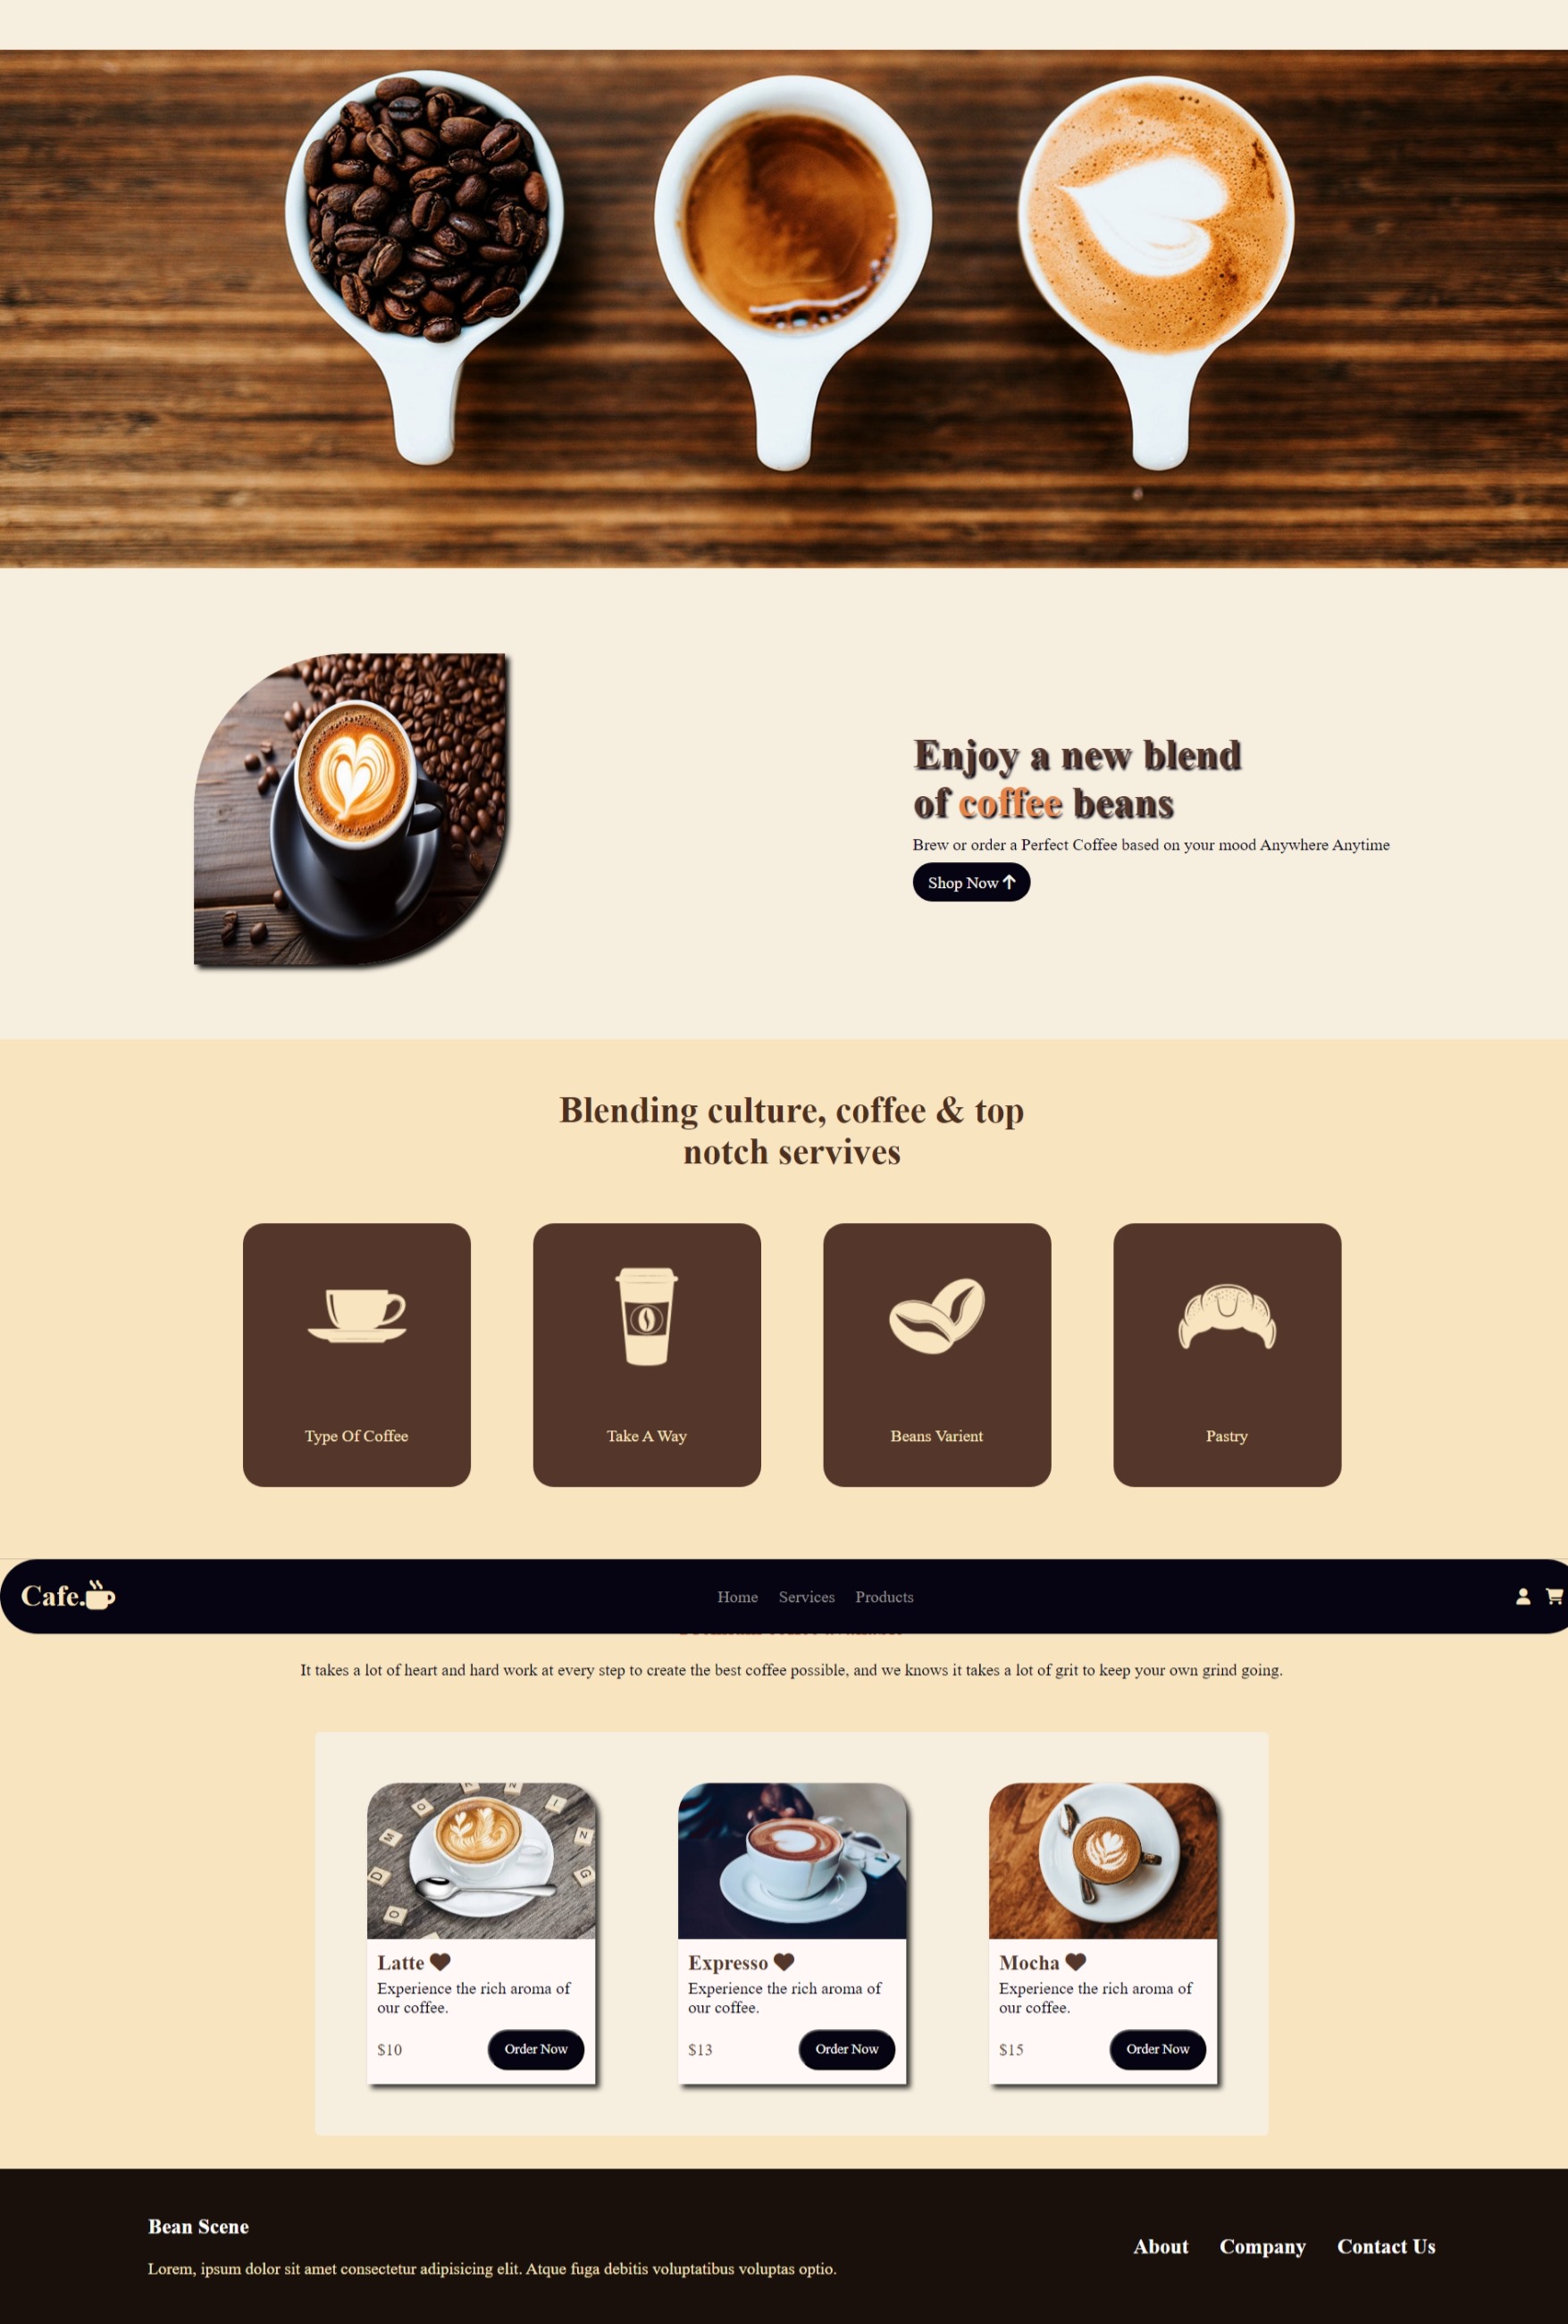 Enjoy a new blend
of coffee beans
Brew or order a Perfect Coffee based on your mood Anywhere Anytime
Shop Now
Blending culture, coffee & top
notch servives
Type Of Coffee
Take A Way
Beans Varient
Pastry
Cafe.
Home Services Products
It takes a lot of heart and hard work at every step to create the best coffee possible, and we knows it takes a lot of grit to keep your own grind going.
Latte
Experience the rich aroma of
our coffee.
$10 Order Now
Expresso
Experience the rich aroma of
our coffee.
$13 Order Now
Mocha
Experience the rich aroma of
our coffee.
$15 Order Now
Bean Scene
Lorem, ipsum dolor sit amet consectetur adipisicing elit. Atque fuga debitis voluptatibus voluptas optio.
About Company Contact Us